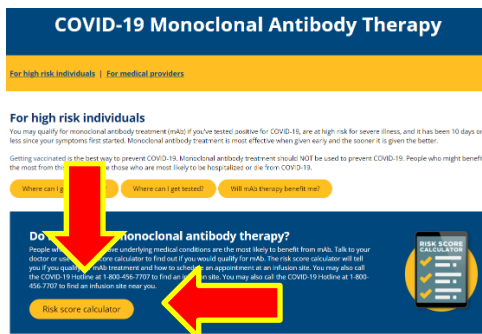 COVID-19 Monoclonal Antibody Therapy
For high risk individuals | For medical providers
For high risk individuals
You may qualify for monoclonal antibody treatment (mAb) if you've tested positive for COVID-19, are at high risk for severe illness, and it has been 10 days or
less since your symptoms first started. Monoclonal antibody treatment is most effective when given early and the sooner it is given the better.
Getting vaccinated is the best way to prevent COVID-19. Monoclonal antibody treatment should NOT be used to prevent COVID-19. People who might benefit
the most from this are those who are most likely to be hospitalized or die from COVID-19.
Where can I g Where can I get tested? Will mAb therapy benefit me?
Do onoclonal antibody therapy?
People w ve underlying medical conditions are the most likely to benefit from mAb. Talk to your
doctor or use calculator to find out if you would qualify for mAb. The risk score calculator will tell
you if you qualify mAb treatment and how to sche an appointment at an infusion site. You may also call
the COVID-19 Hotline at 1-800-456-7707 to find an in on site. You may also call the COVID-19 Hotline at 1-800-
456-7707 to find an infusion site near you.
Risk score calculator
RISK SCORE
CALCULATOR